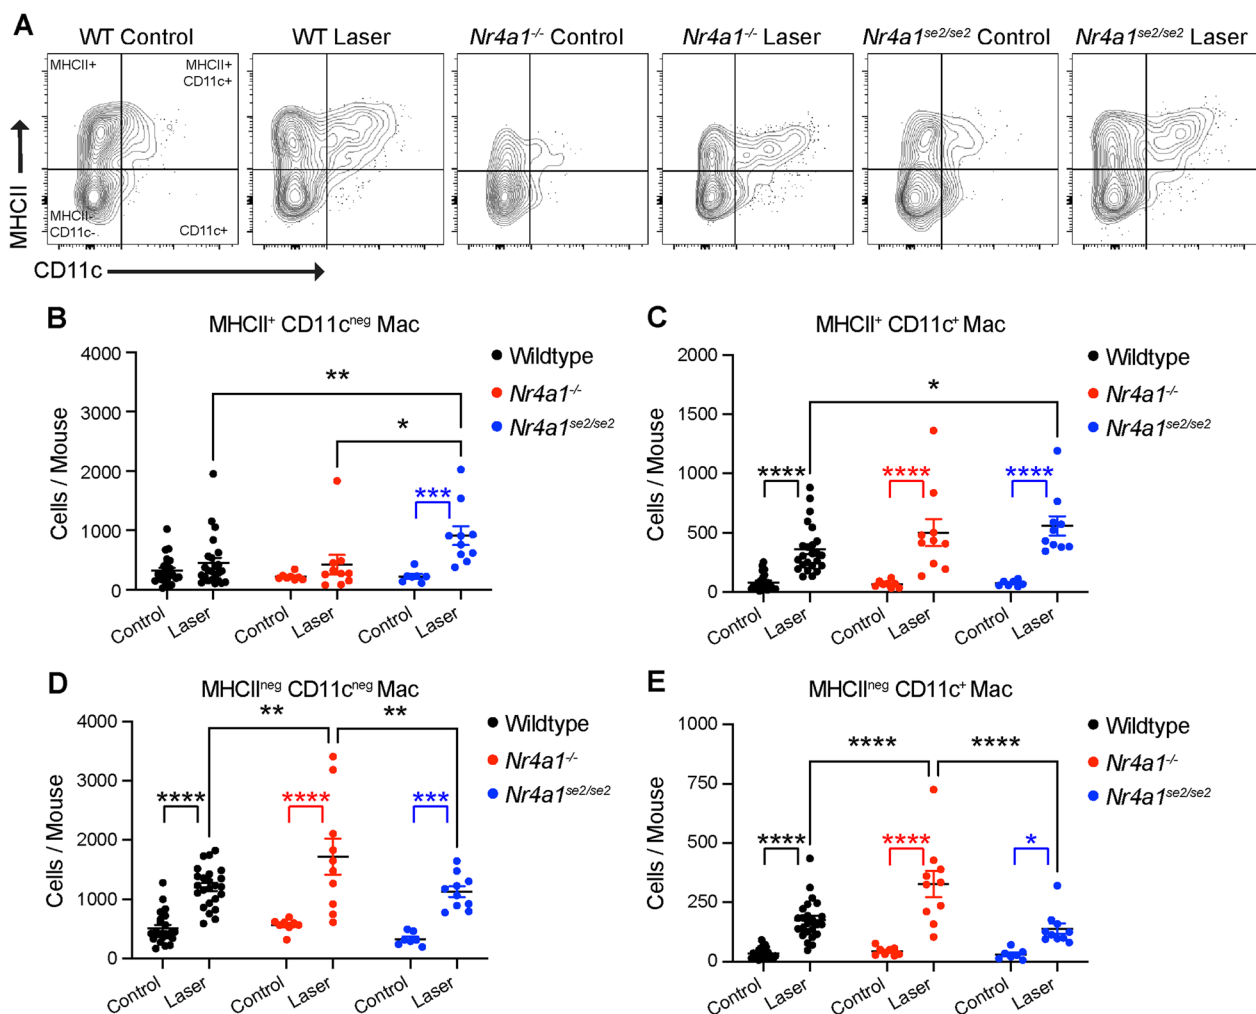 A
WT Control
WT Laser
Nr4a1-/- Control
Nr4a1-/- Laser
Nr4a1se2/se2 Control
Nr4a1se2/se2 Laser
MHCII+
MHCII+
CD11c+
MHCII-
CD11c-
CD11c+
MHCII
CD11c
B
MHCII+ CD11cneg Mac
4000
3000
2000
1000
0
Cells / Mouse
**
*
***
Control
Laser
Control
Laser
Control
Laser
Wildtype
Nr4a1-/-
Nr4a1se2/se2
C
MHCII+ CD11c+ Mac
2000
1500
1000
500
0
Cells / Mouse
*
****
****
****
Control
Laser
Control
Laser
Control
Laser
Wildtype
Nr4a1-/-
Nr4a1se2/se2
D
MHCIIneg CD11cneg Mac
4000
3000
2000
1000
0
Cells / Mouse
**
**
****
****
***
Control
Laser
Control
Laser
Control
Laser
Wildtype
Nr4a1-/-
Nr4a1se2/se2
E
MHCIIneg CD11c+ Mac
1000
750
500
250
0
Cells / Mouse
****
****
****
****
*
Control
Laser
Control
Laser
Control
Laser
Wildtype
Nr4a1-/-
Nr4a1se2/se2